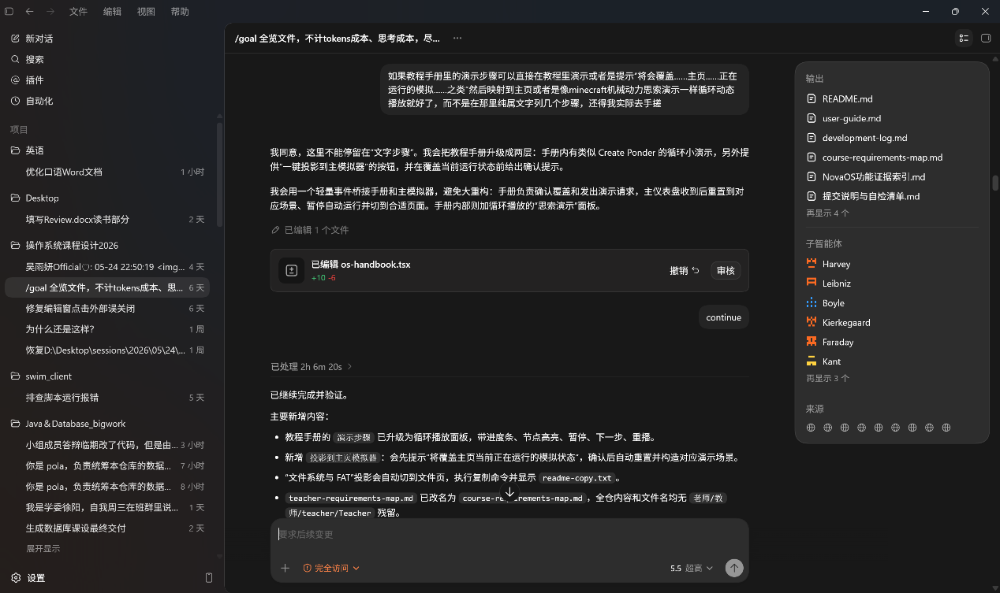 文件 编辑 视图 帮助
新对话
搜索
插件
自动化
项目
英语
优化口语Word文档 1 小时
Desktop
填写Review.docx读书部分 2 天
操作系统课程设计2026
吴雨妍Official♡: 05-24 22:50:19 <img... 4 天
/goal 全览文件，不计tokens成本、思... 6 天
修复编辑窗点击外部误关闭 6 天
为什么还是这样？ 1 周
恢复D:\Desktop\sessions\2026\05\24\... 1 周
swim_client
排查脚本运行报错 5 天
Java＆Database_bigwork
小组成员答辩临期改了代码，但是由... 3 小时
你是 pola，负责统筹本仓库的数据... 7 小时
你是 pola，负责统筹本仓库的数据... 8 小时
我是学委徐阳，自我周三在班群里说... 1 天
生成数据库课设最终交付 2 天
展开显示
设置
/goal 全览文件，不计tokens成本、思考成本，尽... ...
如果教程手册里的演示步骤可以直接在教程里演示或者是提示“将会覆盖......主页......正在
运行的模拟......之类”然后映射到主页或者是像minecraft机械动力思索演示一样循环动态
播放就好了，而不是在那里纯属文字列几个步骤，还得我实际去手搓
我同意，这里不能停留在“文字步骤”。我会把教程手册升级成两层：手册内有类似 Create Ponder 的循环小演示，另外提
供“一键投影到主模拟器”的按钮，并在覆盖当前运行状态前给出确认提示。
我会用一个轻量事件桥接手册和主模拟器，避免大重构：手册负责确认覆盖和发出演示请求，主仪表盘收到后重置到对
应场景、暂停自动运行并切到合适页面。手册内部则加循环播放的“思索演示”面板。
已编辑 1 个文件
已编辑 os-handbook.tsx
+10 -6
撤销 审核
continue
已处理 2h 6m 20s
已继续完成并验证。
主要新增内容：
• 教程手册的 演示步骤 已升级为循环播放面板，带进度条、节点高亮、暂停、下一步、重播。
• 新增 投影到主页模拟器 ：会先提示“将覆盖主页当前正在运行的模拟状态”，确认后自动重置并构造对应演示场景。
• “文件系统与 FAT”投影会自动切到文件页，执行复制命令并显示 readme-copy.txt 。
• teacher-requirements-map.md 已改名为 course-re rements-map.md ，全仓内容和文件名均无 老师/教
师/teacher/Teacher 残留。
要求后续变更
完全访问 5.5 超高
输出
README.md
user-guide.md
development-log.md
course-requirements-map.md
NovaOS功能证据索引.md
提交说明与自检清单.md
再显示 4 个
子智能体
Harvey
Leibniz
Boyle
Kierkegaard
Faraday
Kant
再显示 3 个
来源